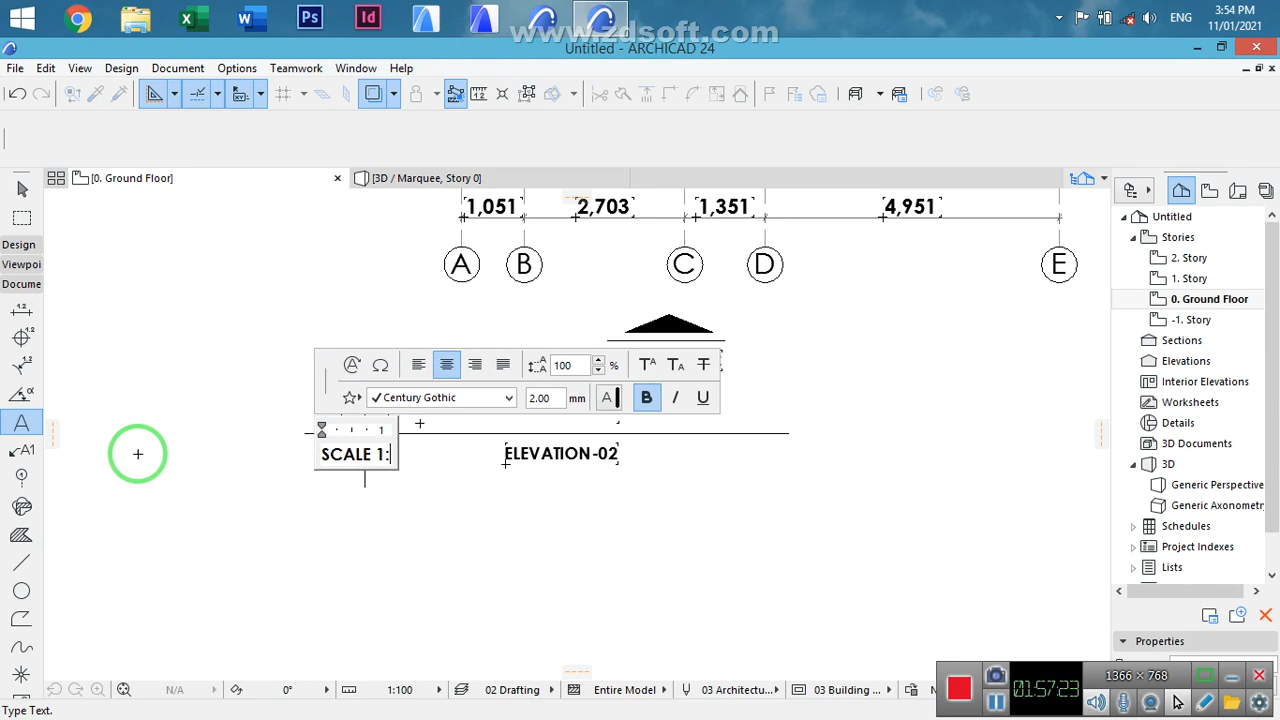 ENG
3:54 PM
11/01/2021
www.zdsoft.com
Untitled - ARCHICAD 24
File Edit View Design Document Options Teamwork Window Help
[0. Ground Floor]
[3D / Marquee, Story 0]
Design
Viewpoi
Docume
1,051 2,703 1,351 4,951
A B C D E
100 %
Century Gothic 2.00 mm A B I U
1
SCALE 1:
ELEVATION-02
Untitled
Stories
2. Story
1. Story
0. Ground Floor
-1. Story
Sections
Elevations
Interior Elevations
Worksheets
Details
3D Documents
3D
Generic Perspective
Generic Axonometr
Schedules
Project Indexes
Lists
Properties
N/A 0° 1:100 02 Drafting Entire Model 03 Architectu... 03 Building ...
01:57:23
1366 × 768
Type Text.